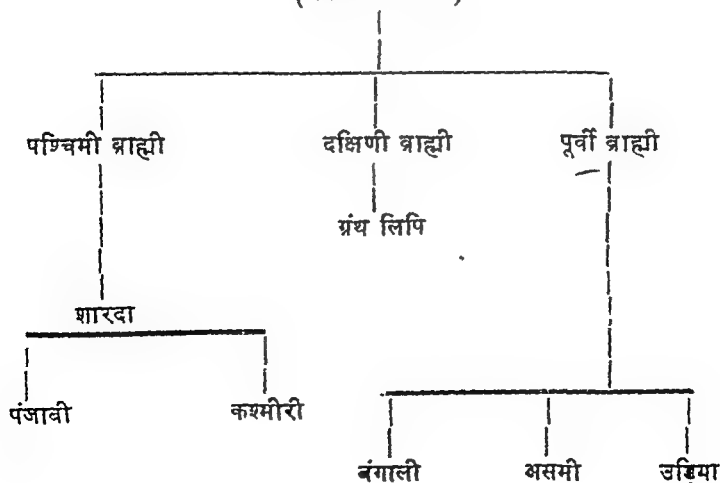 पश्चिमी ब्राह्मी दक्षिणी ब्राह्मी पूर्वी ब्राह्मी
ग्रंथ लिपि
शारदा
पंजाबी कश्मीरी
बंगाली असमी उड़िया